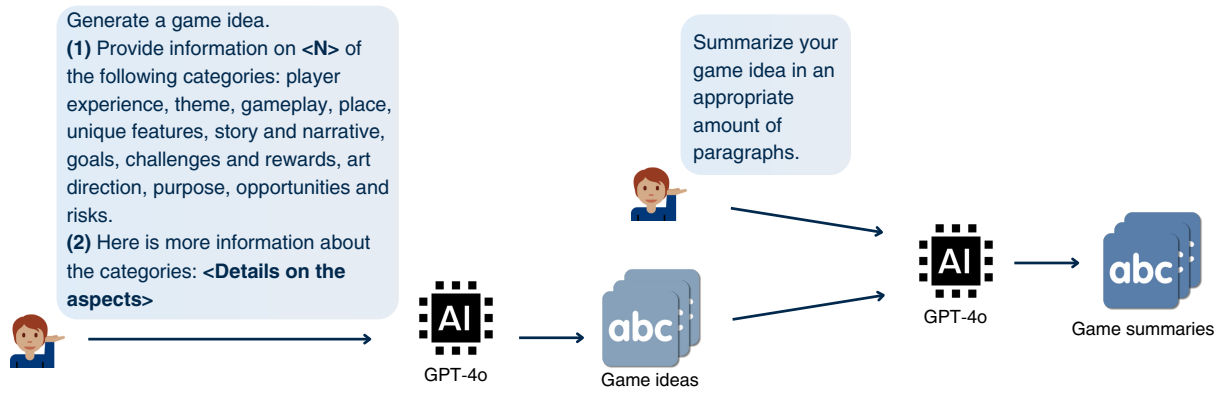 Generate a game idea.
(1) Provide information on <N> of
the following categories: player
experience, theme, gameplay, place,
unique features, story and narrative,
goals, challenges and rewards, art
direction, purpose, opportunities and
risks.
(2) Here is more information about
the categories: <Details on the
aspects>
AI
GPT-4o
abc
Game ideas
Summarize your
game idea in an
appropriate
amount of
paragraphs.
AI
GPT-4o
abc
Game summaries